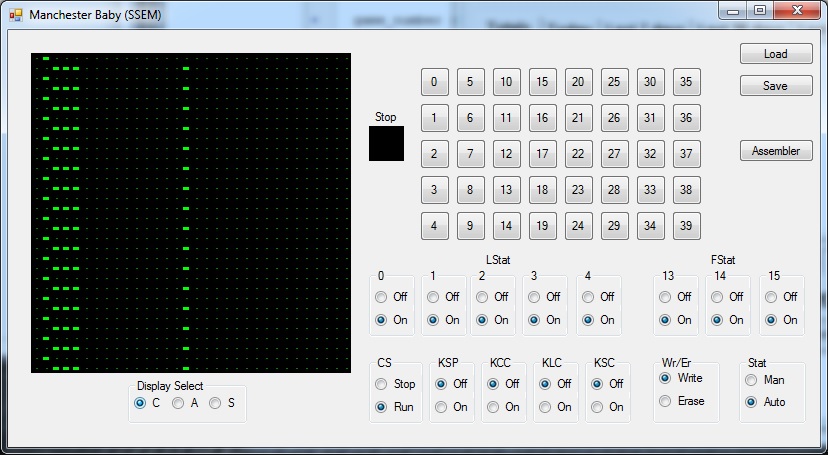 Manchester Baby (SSEM)
Load
Save
Assembler
Stop
0 5 10 15 20 25 30 35
1 6 11 16 21 26 31 36
2 7 12 17 22 27 32 37
3 8 13 18 23 28 33 38
4 9 14 19 24 29 34 39
LStat FStat
0 1 2 3 4 13 14 15
Off Off Off Off Off Off Off Off
On On On On On On On On
CS KSP KCC KLC KSC Wr/Er Stat
Stop Off Off Off Off Write Man
Run On On On On Erase Auto
Display Select
C A S